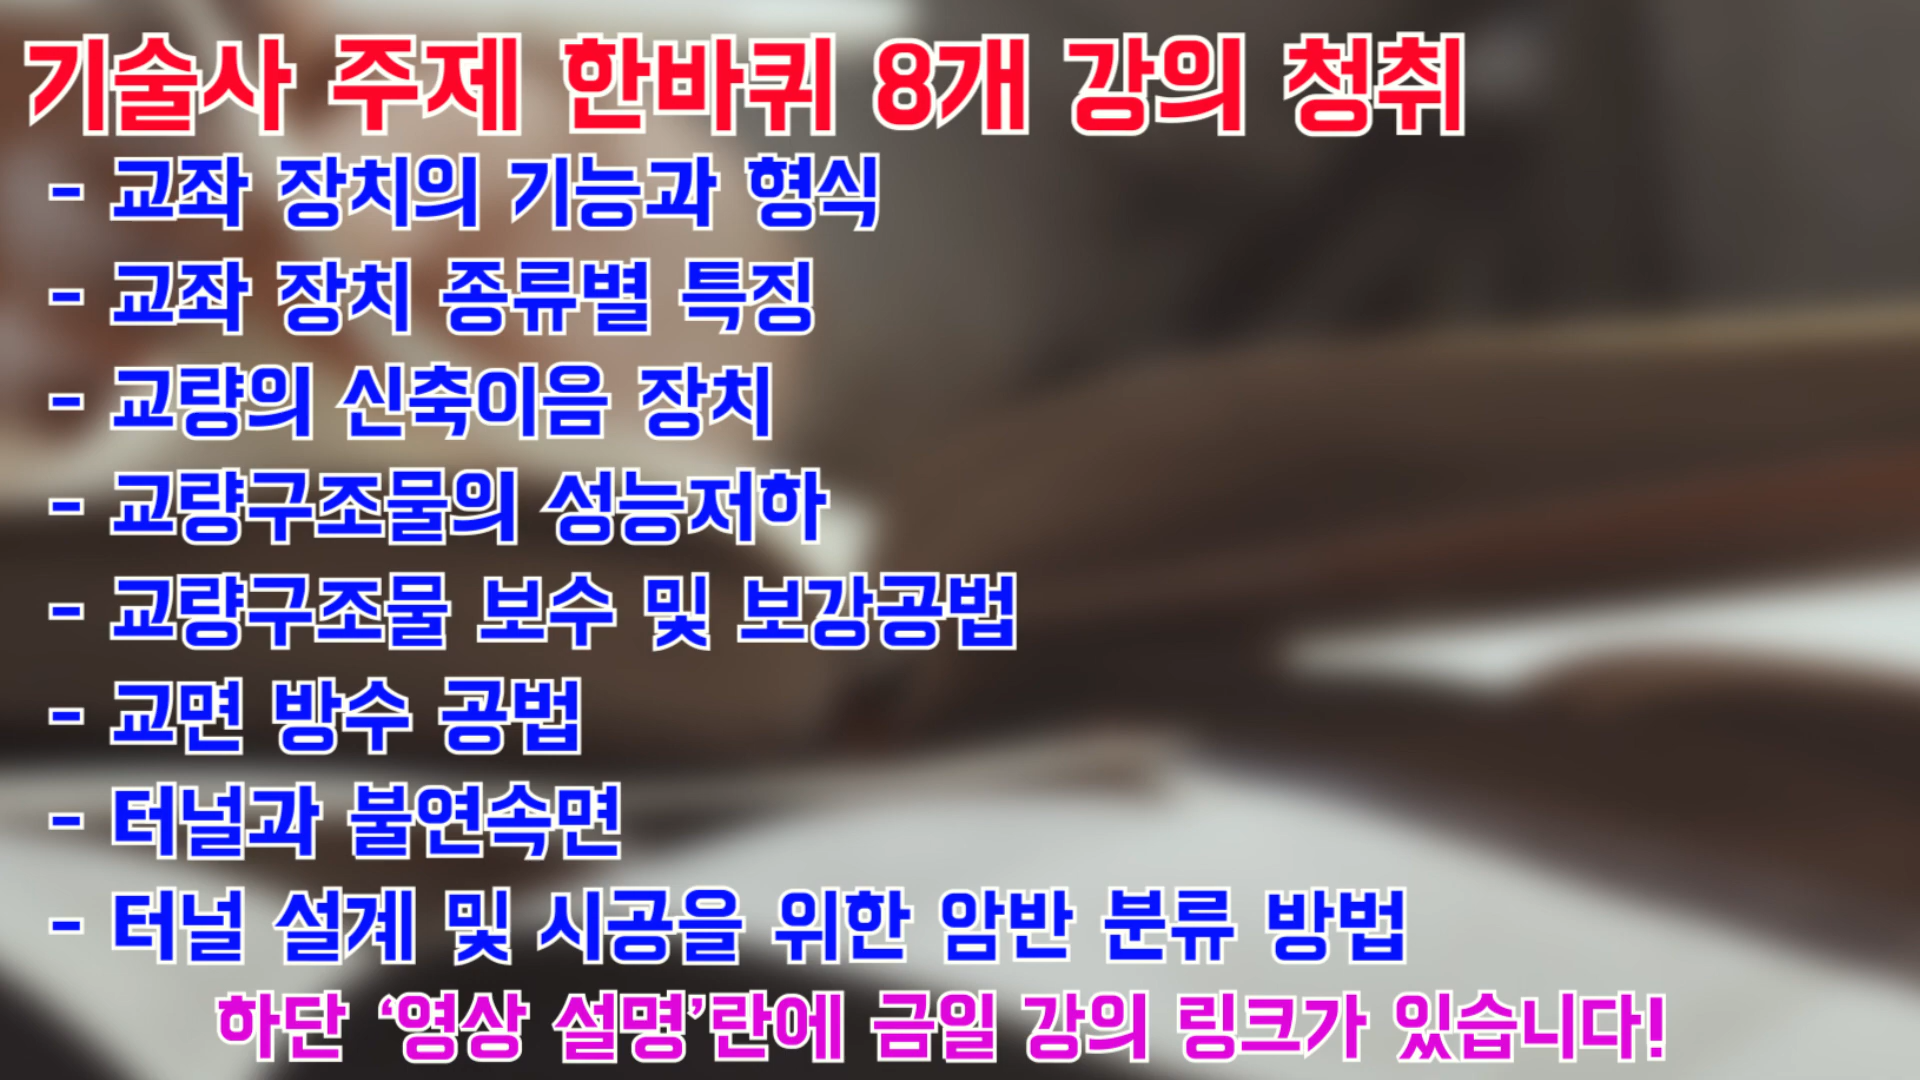 기술사 주제 한바퀴 8개 강의 청취
- 교좌 장치의 기능과 형식
- 교좌 장치 종류별 특징
- 교량의 신축이음 장치
- 교량구조물의 성능저하
- 교량구조물 보수 및 보강공법
- 교면 방수 공법
- 터널과 불연속면
- 터널 설계 및 시공을 위한 암반 분류 방법
하단 ‘영상 설명’란에 금일 강의 링크가 있습니다!